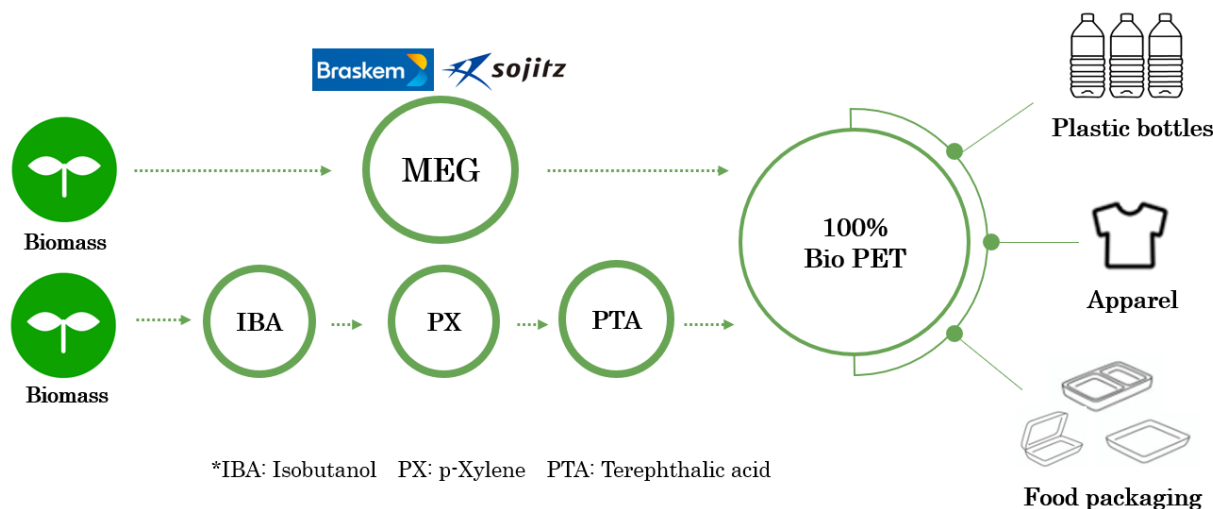 Braskem
sojitz
MEG
Biomass
Biomass
IBA
PX
PTA
100%
Bio PET
Plastic bottles
Apparel
Food packaging
*IBA: Isobutanol PX: p-Xylene PTA: Terephthalic acid